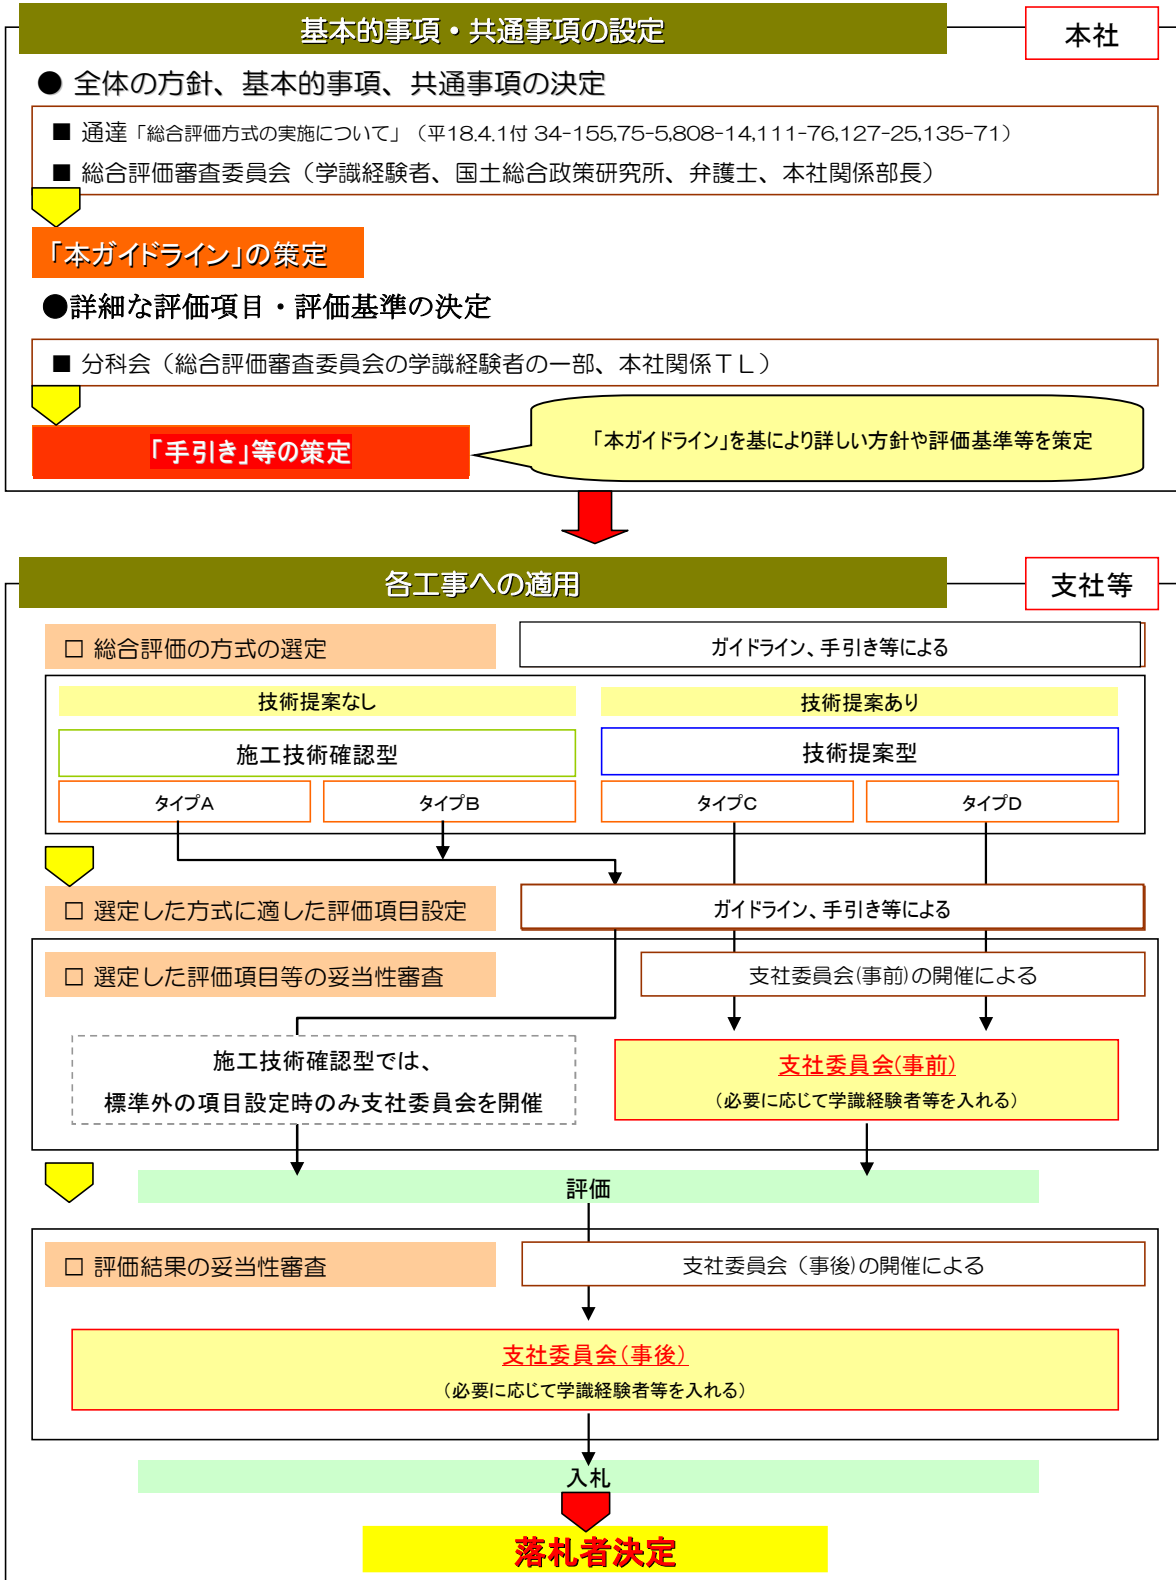 基本的事項・共通事項の設定
本社
● 全体の方針、基本的事項、共通事項の決定
■ 通達「総合評価方式の実施について」（平18.4.1付 34-155,75-5,808-14,111-76,127-25,135-71）
■ 総合評価審査委員会（学識経験者、国土総合政策研究所、弁護士、本社関係部長）
「本ガイドライン」の策定
●詳細な評価項目・評価基準の決定
■ 分科会（総合評価審査委員会の学識経験者の一部、本社関係ＴＬ）
「手引き」等の策定
「本ガイドライン」を基により詳しい方針や評価基準等を策定
各工事への適用
支社等
□ 総合評価の方式の選定
ガイドライン、手引き等による
技術提案なし
技術提案あり
施工技術確認型
技術提案型
タイプA
タイプB
タイプC
タイプD
□ 選定した方式に適した評価項目設定
ガイドライン、手引き等による
□ 選定した評価項目等の妥当性審査
支社委員会(事前)の開催による
施工技術確認型では、
標準外の項目設定時のみ支社委員会を開催
支社委員会(事前)
（必要に応じて学識経験者等を入れる）
評価
□ 評価結果の妥当性審査
支社委員会（事後)の開催による
支社委員会（事後）
（必要に応じて学識経験者等を入れる）
入札
落札者決定